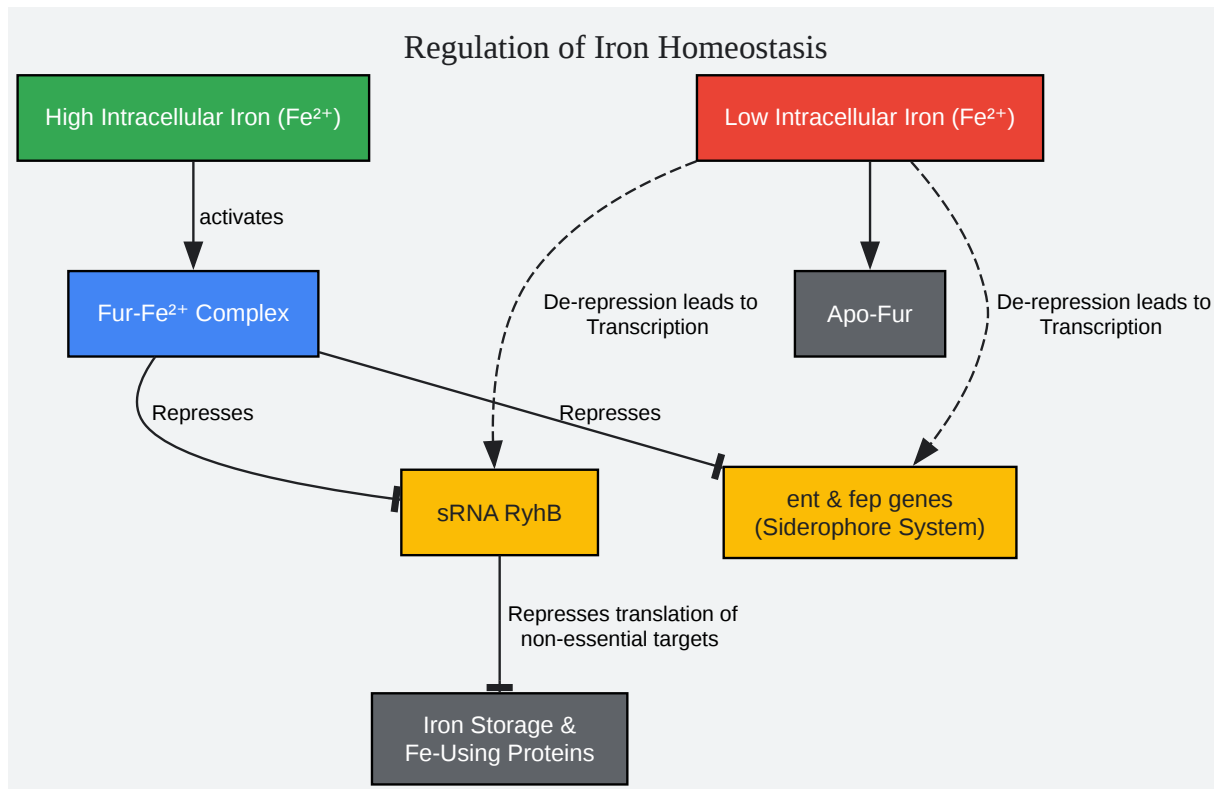 Regulation of Iron Homeostasis
High Intracellular Iron (Fe²⁺)
Low Intracellular Iron (Fe²⁺)
activates
Fur-Fe²⁺ Complex
De-repression leads to
Transcription
Apo-Fur
De-repression leads to
Transcription
Represses
Represses
sRNA RyhB
ent & fep genes
(Siderophore System)
Represses translation of
non-essential targets
Iron Storage &
Fe-Using Proteins